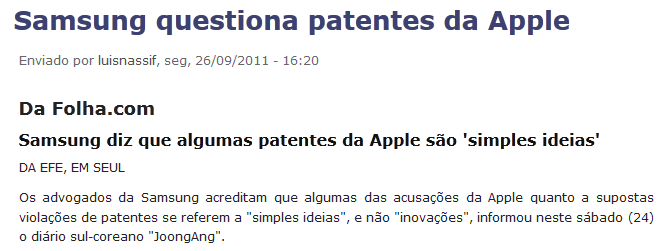 Samsung questiona patentes da Apple
Enviado por luisnassif, seg, 26/09/2011 - 16:20
Da Folha.com
Samsung diz que algumas patentes da Apple são 'simples ideias'
DA EFE, EM SEUL
Os advogados da Samsung acreditam que algumas das acusações da Apple quanto a supostas
violações de patentes se referem a "simples ideias", e não "inovações", informou neste sábado (24)
o diário sul-coreano "JoongAng".